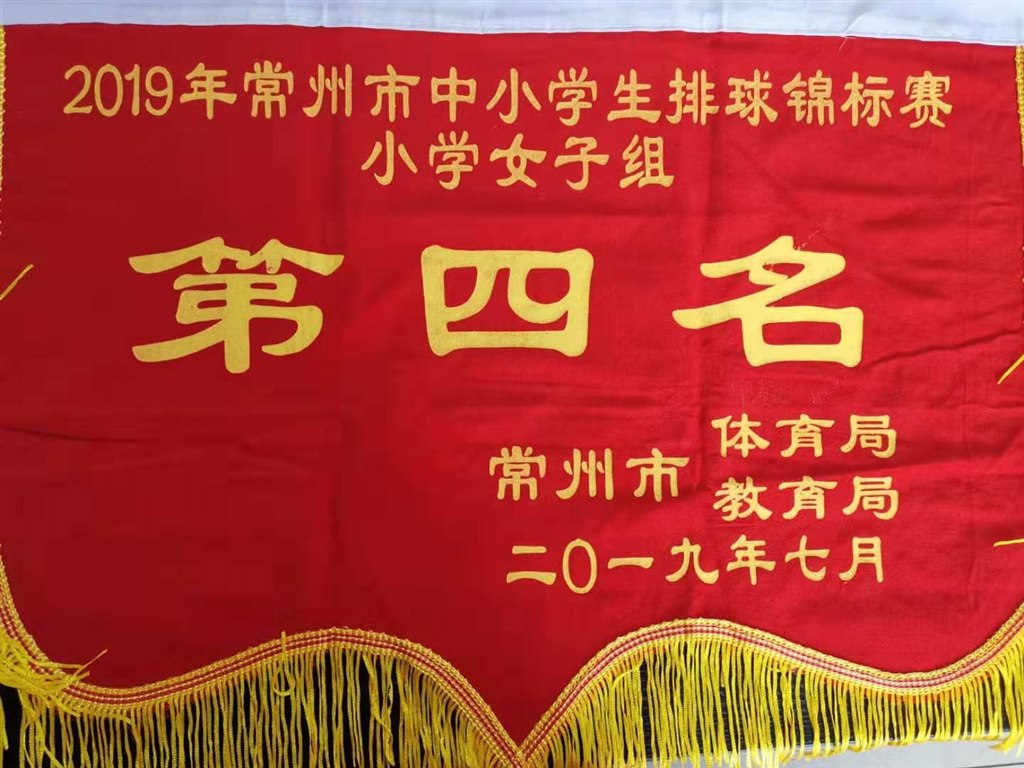 2019年常州市中小学生排球锦标赛
小学女子组
第四名
常州市 体育局
教育局
二〇一九年七月